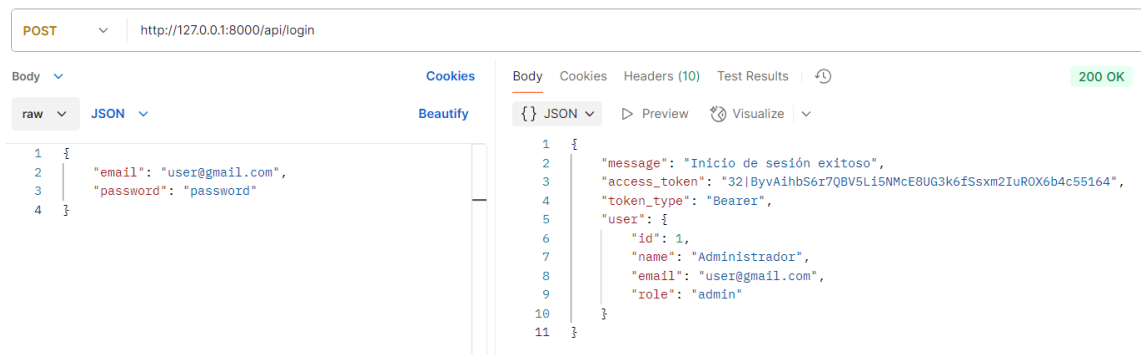 POST http://127.0.0.1:8000/api/login
Body Cookies
raw JSON Beautify
1 {
2 "email": "user@gmail.com",
3 "password": "password"
4 }
Body Cookies Headers (10) Test Results 200 OK
{} JSON Preview Visualize
1 {
2 "message": "Inicio de sesión exitoso",
3 "access_token": "32|ByvAihbS6r7QBV5Li5NMcE8UG3k6fSsxm2IuROX6b4c55164",
4 "token_type": "Bearer",
5 "user": {
6 "id": 1,
7 "name": "Administrador",
8 "email": "user@gmail.com",
9 "role": "admin"
10 }
11 }